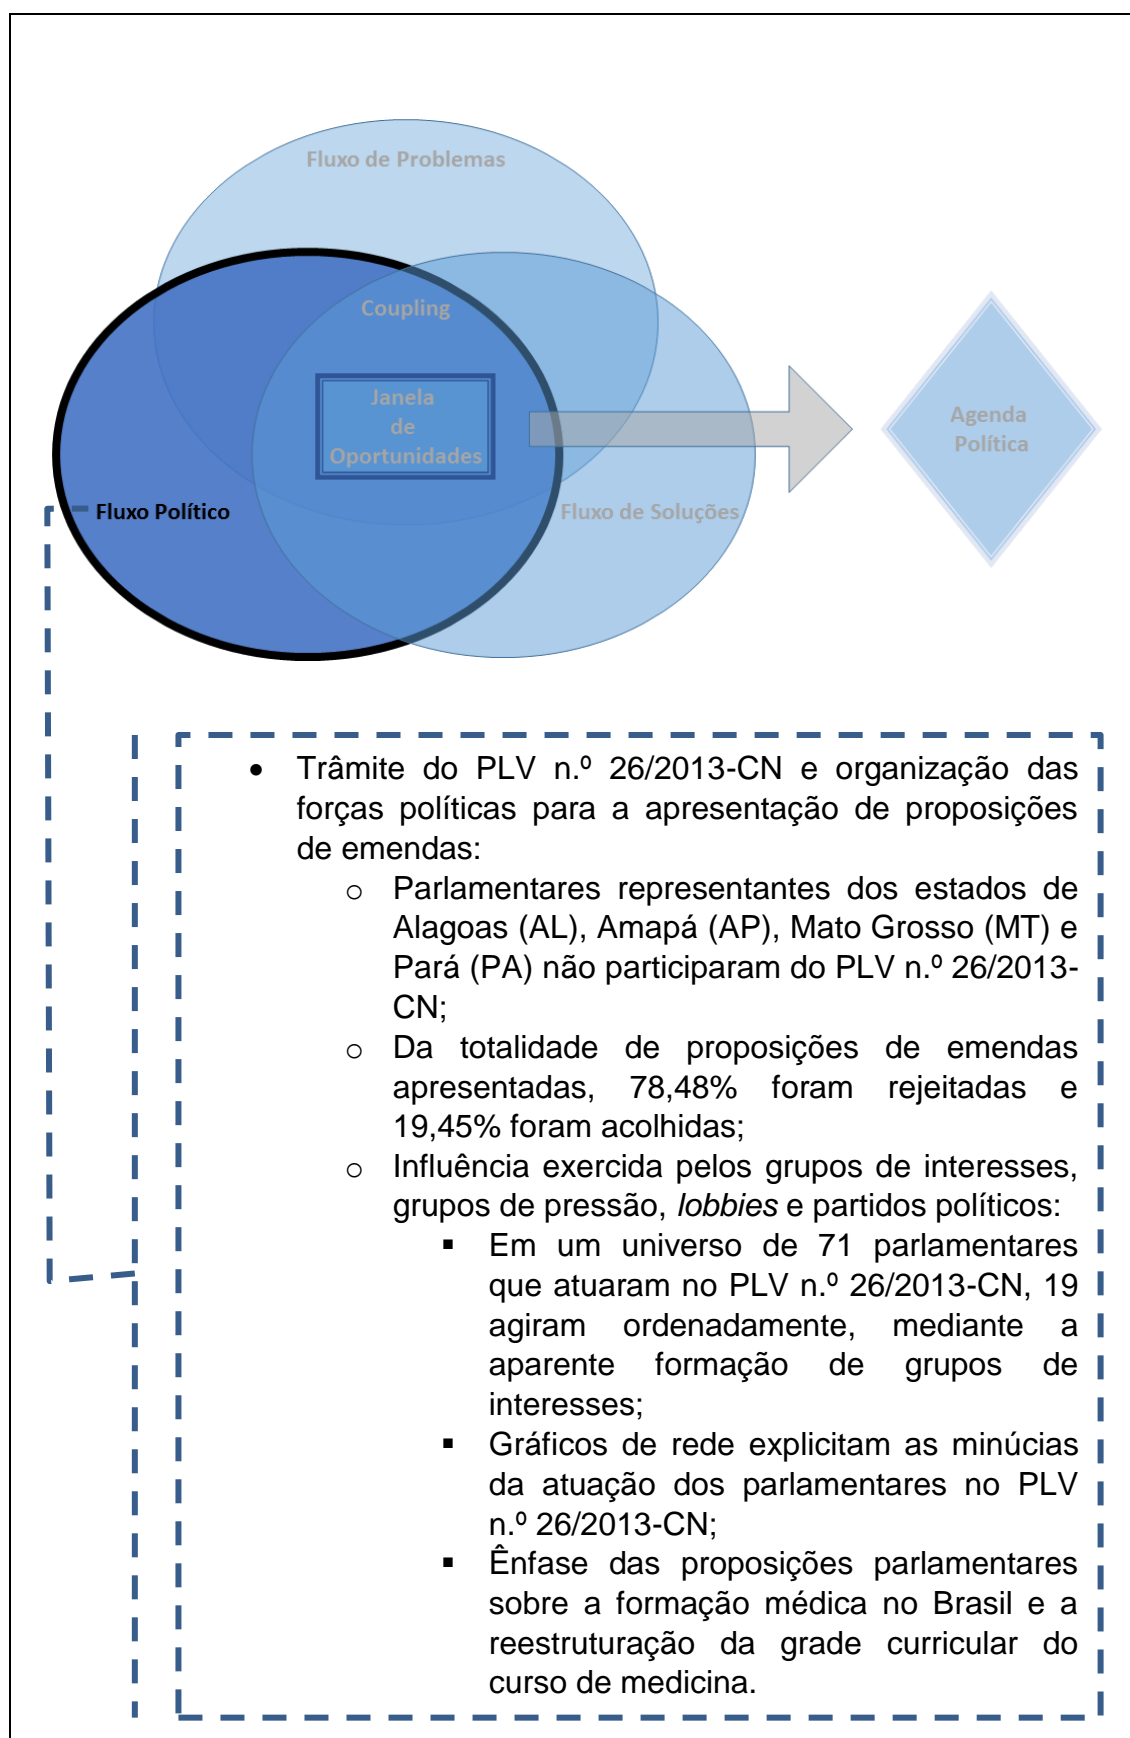 Fluxo de Problemas
Coupling
Janela
de
Oportunidades
Agenda
Política
Fluxo Político
Fluxo de Soluções
• Trâmite do PLV n.º 26/2013-CN e organização das
forças políticas para a apresentação de proposições
de emendas:
o Parlamentares representantes dos estados de
Alagoas (AL), Amapá (AP), Mato Grosso (MT) e
Pará (PA) não participaram do PLV n.º 26/2013-
CN;
o Da totalidade de proposições de emendas
apresentadas, 78,48% foram rejeitadas e
19,45% foram acolhidas;
o Influência exercida pelos grupos de interesses,
grupos de pressão, lobbies e partidos políticos:
▪ Em um universo de 71 parlamentares
que atuaram no PLV n.º 26/2013-CN, 19
agiram ordenadamente, mediante a
aparente formação de grupos de
interesses;
▪ Gráficos de rede explicitam as minúcias
da atuação dos parlamentares no PLV
n.º 26/2013-CN;
▪ Ênfase das proposições parlamentares
sobre a formação médica no Brasil e a
reestruturação da grade curricular do
curso de medicina.